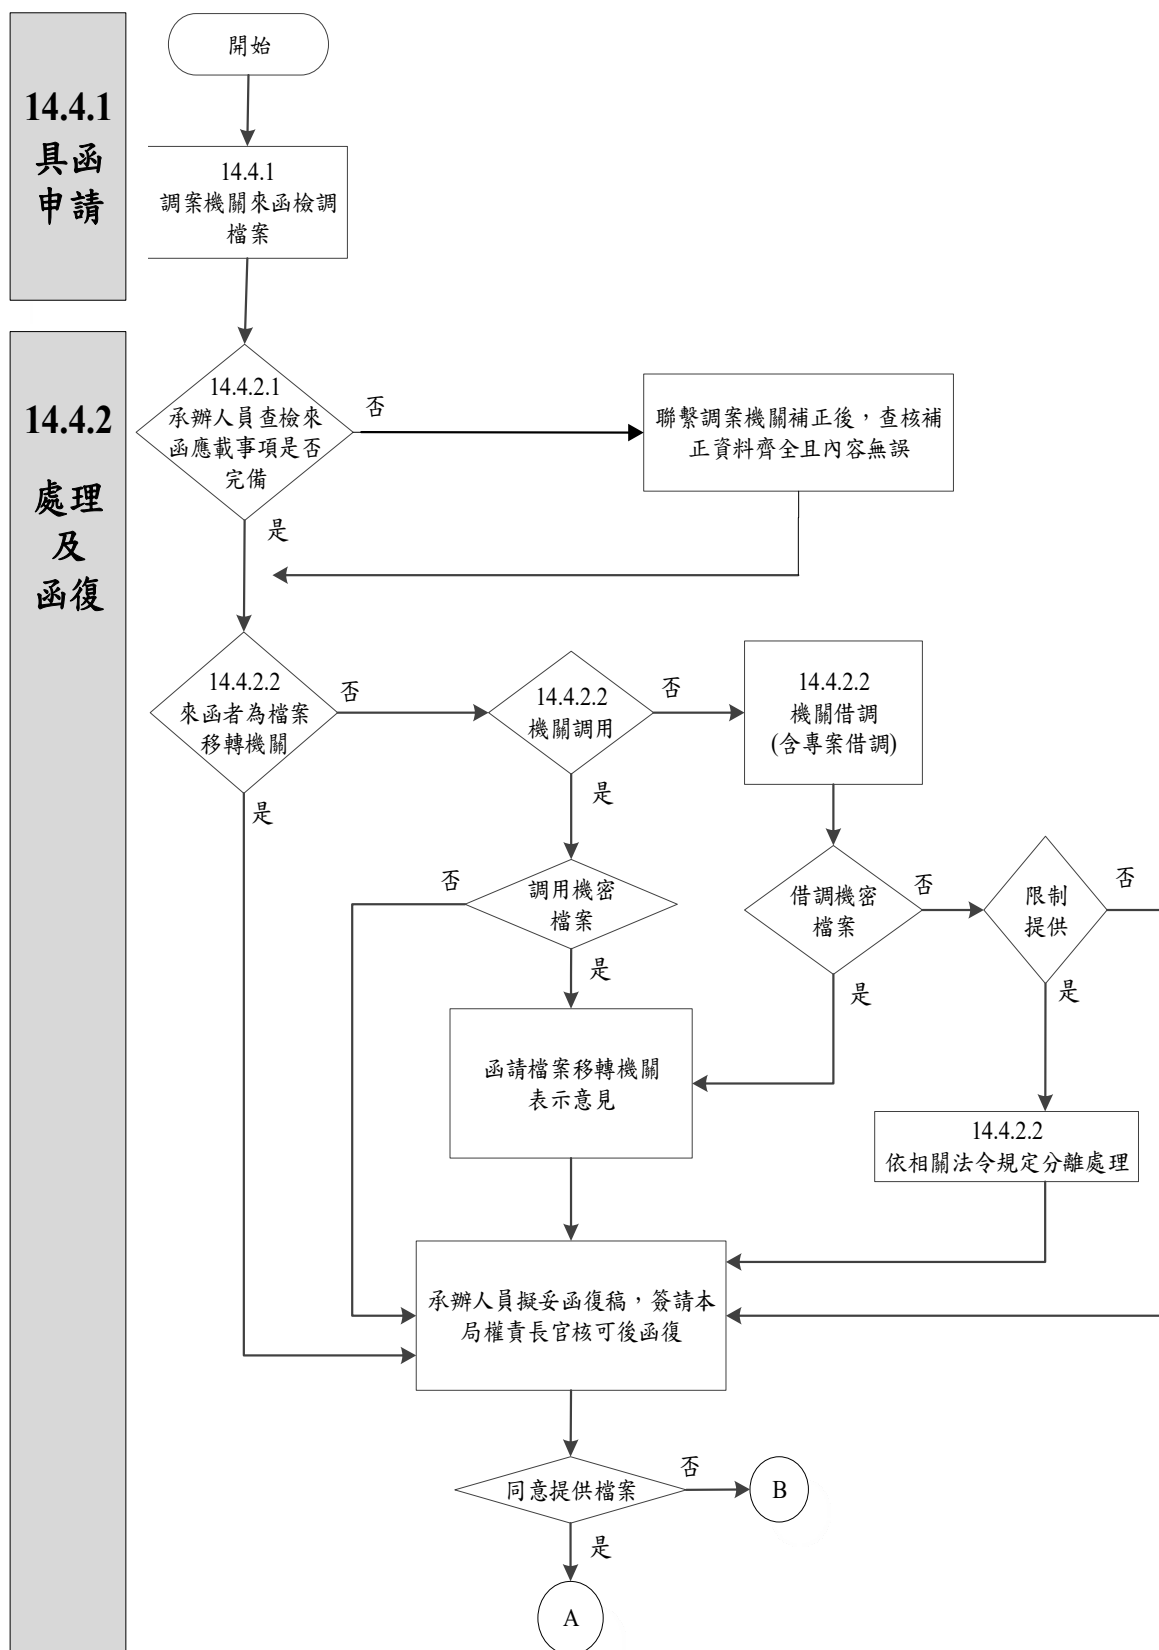 14.4.1
具函
申請
開始
14.4.1
調案機關來函檢調
檔案
14.4.2
處理
及
函復
14.4.2.1
承辦人員查檢來
函應載事項是否
完備
否
聯繫調案機關補正後，查核補
正資料齊全且內容無誤
是
14.4.2.2
來函者為檔案
移轉機關
否
14.4.2.2
機關調用
否
14.4.2.2
機關借調
(含專案借調)
是
是
否
調用機密
檔案
借調機密
檔案
否
限制
提供
否
是
是
是
函請檔案移轉機關
表示意見
14.4.2.2
依相關法令規定分離處理
承辦人員擬妥函復稿，簽請本
局權責長官核可後函復
同意提供檔案
否
B
是
A